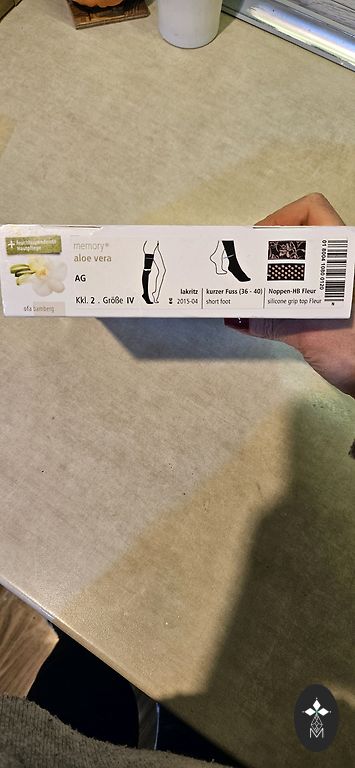 + feuchtigkeitsspendende
Hautpflege
memory®
aloe vera
AG
Kkl. 2 . Größe IV
ofa bamberg
lakritz
2015-04
kurzer Fuss (36 - 40)
short foot
Noppen-HB Fleur
silicone grip top Fleur
N